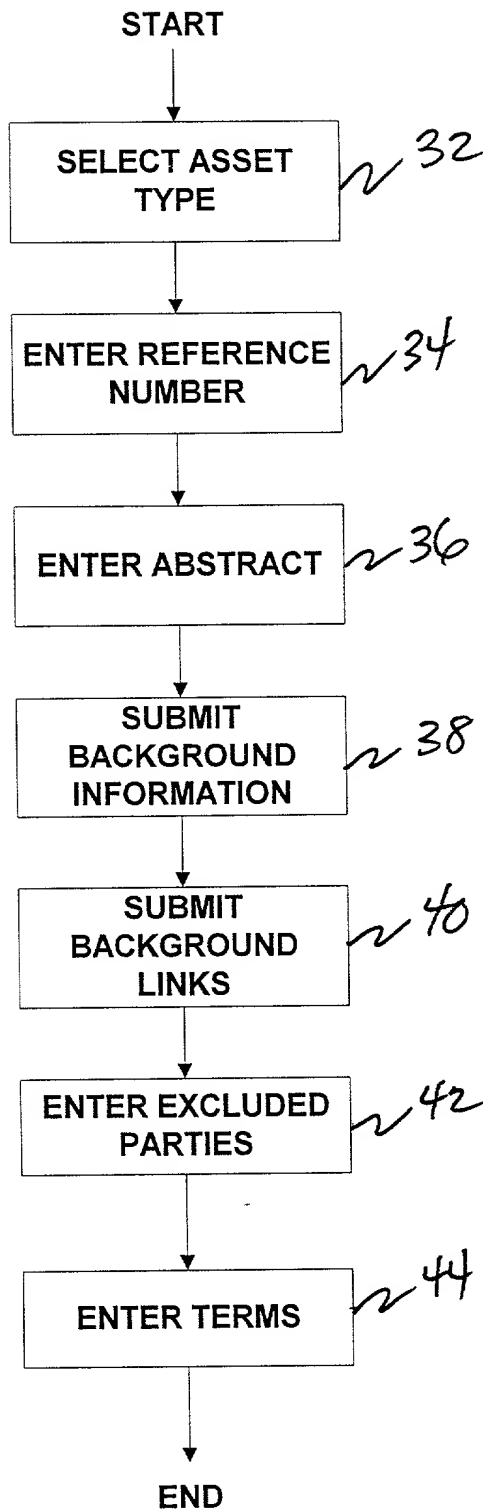 START
SELECT ASSET
TYPE
32
ENTER REFERENCE
NUMBER
34
ENTER ABSTRACT
36
SUBMIT
BACKGROUND
INFORMATION
38
SUBMIT
BACKGROUND
LINKS
40
ENTER EXCLUDED
PARTIES
42
ENTER TERMS
44
END